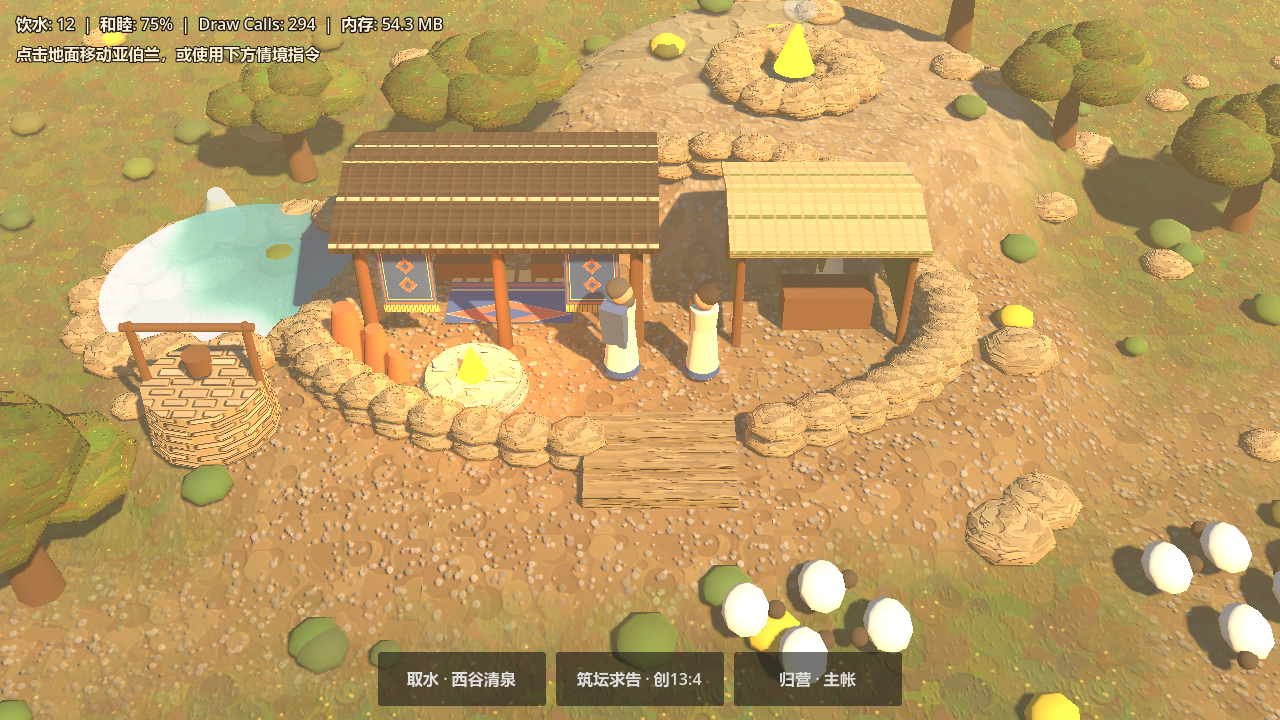 饮水: 12 | 和睦: 75% | Draw Calls: 294 | 内存: 54.3 MB
点击地面移动亚伯兰，或使用下方情境指令
取水 · 西谷清泉
筑坛求告 · 创13:4
归营 · 主帐